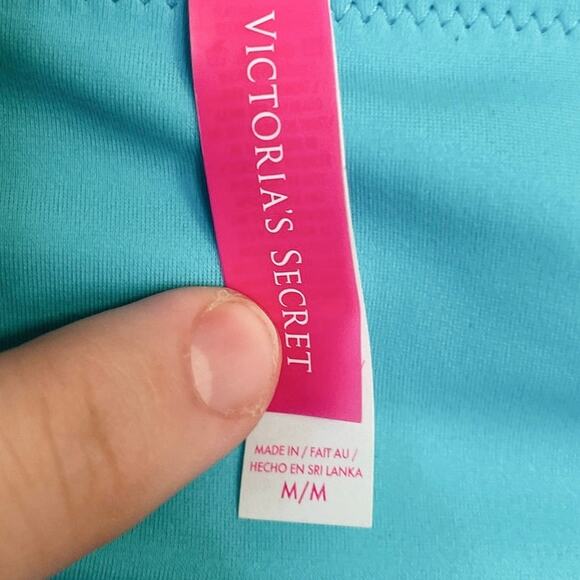 VICTORIA'S SECRET
MADE IN / FAIT AU /
HECHO EN SRI LANKA
M/M